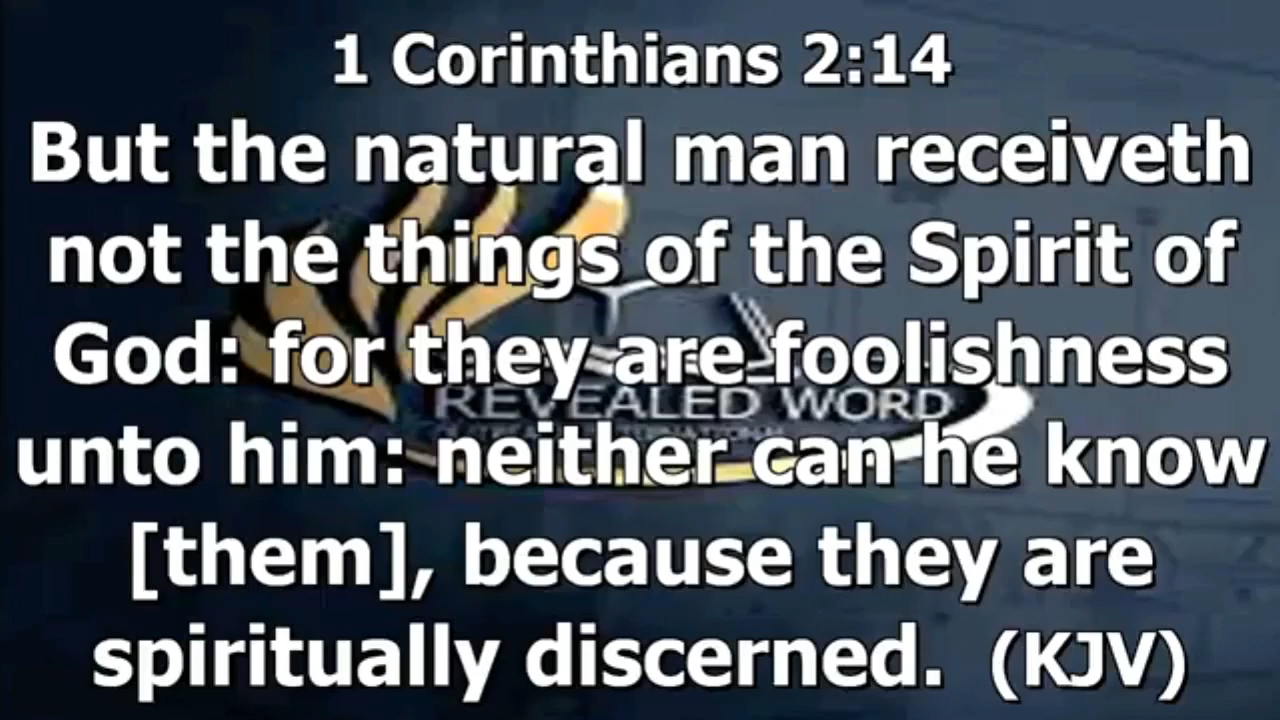 1 Corinthians 2:14
But the natural man receiveth
not the things of the Spirit of
God: for they are foolishness
REVEALED WORD
unto him: neither can he know
[them], because they are
spiritually discerned. (KJV)